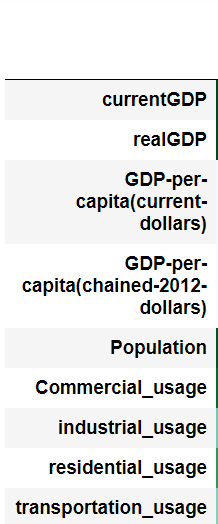 currentGDP
realGDP
GDP-per-
capita(current-
dollars)
GDP-per-
capita(chained-2012-
dollars)
Population
Commercial_usage
industrial_usage
residential_usage
transportation_usage